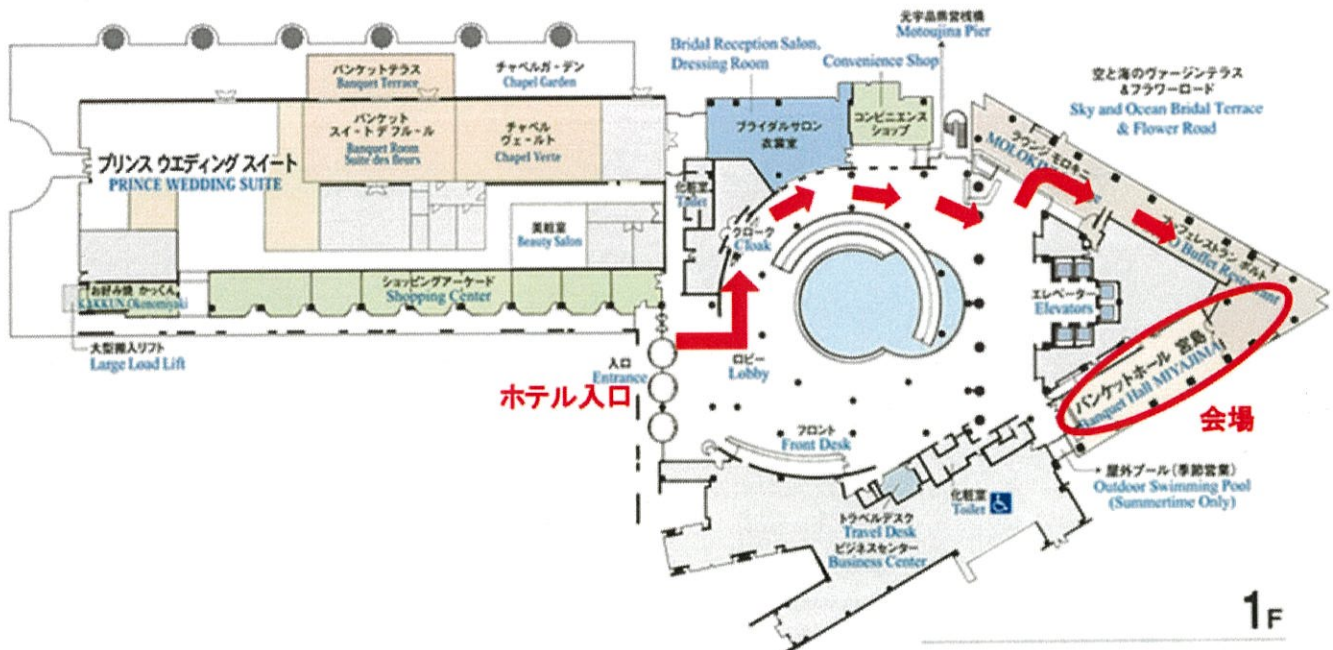 元宇品県営桟橋
Motoujina Pier
Bridal Reception Salon,
Dressing Room
Convenience Shop
バンケットテラス
Banquet Terrace
チャペルガーデン
Chapel Garden
空と海のヴァージンテラス
&フラワーロード
Sky and Ocean Bridal Terrace
& Flower Road
バンケット
スイートデフルール
Banquet Room
Suite des fleurs
チャペル
ヴェールト
Chapel Verte
ブライダルサロン
衣裳室
コンビニエンス
ショップ
ラウンジ モロキニ
プリンス ウエディング スイート
PRINCE WEDDING SUITE
化粧室
Toilet
美粧室
Beauty Salon
クローク
Cloak
Buffet Restaurant
ショッピングアーケード
Shopping Center
お好み焼 かっくん
KAKKUN Okonomiyaki
エレベーター
Elevators
大型搬入リフト
Large Load Lift
入口
Entrance
ロビー
Lobby
ホテル入口
バンケットホール 宮島
Banquet Hall MIYAJIMA
会場
フロント
Front Desk
屋外プール(季節営業)
Outdoor Swimming Pool
(Summertime Only)
化粧室
Toilet
トラベルデスク
Travel Desk
ビジネスセンター
Business Center
1F